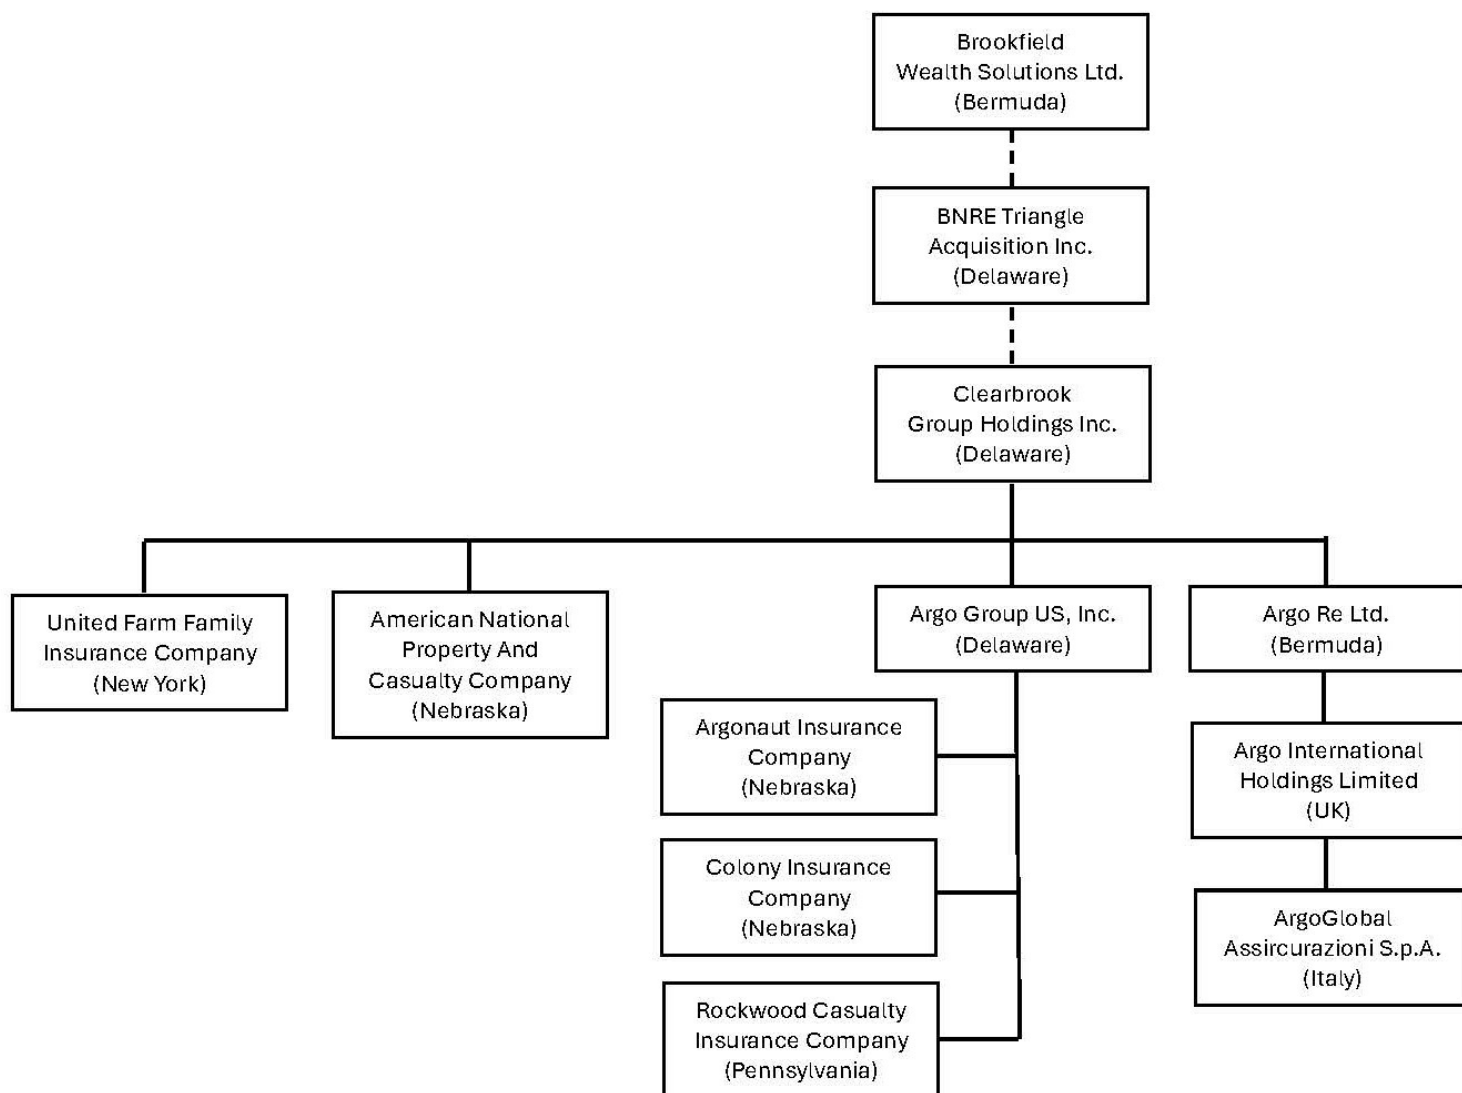 Brookfield
Wealth Solutions Ltd.
(Bermuda)
BNRE Triangle
Acquisition Inc.
(Delaware)
Clearbrook
Group Holdings Inc.
(Delaware)
United Farm Family
Insurance Company
(New York)
American National
Property And
Casualty Company
(Nebraska)
Argo Group US, Inc.
(Delaware)
Argo Re Ltd.
(Bermuda)
Argonaut Insurance
Company
(Nebraska)
Colony Insurance
Company
(Nebraska)
Rockwood Casualty
Insurance Company
(Pennsylvania)
Argo International
Holdings Limited
(UK)
ArgoGlobal
Assircurazioni S.p.A.
(Italy)